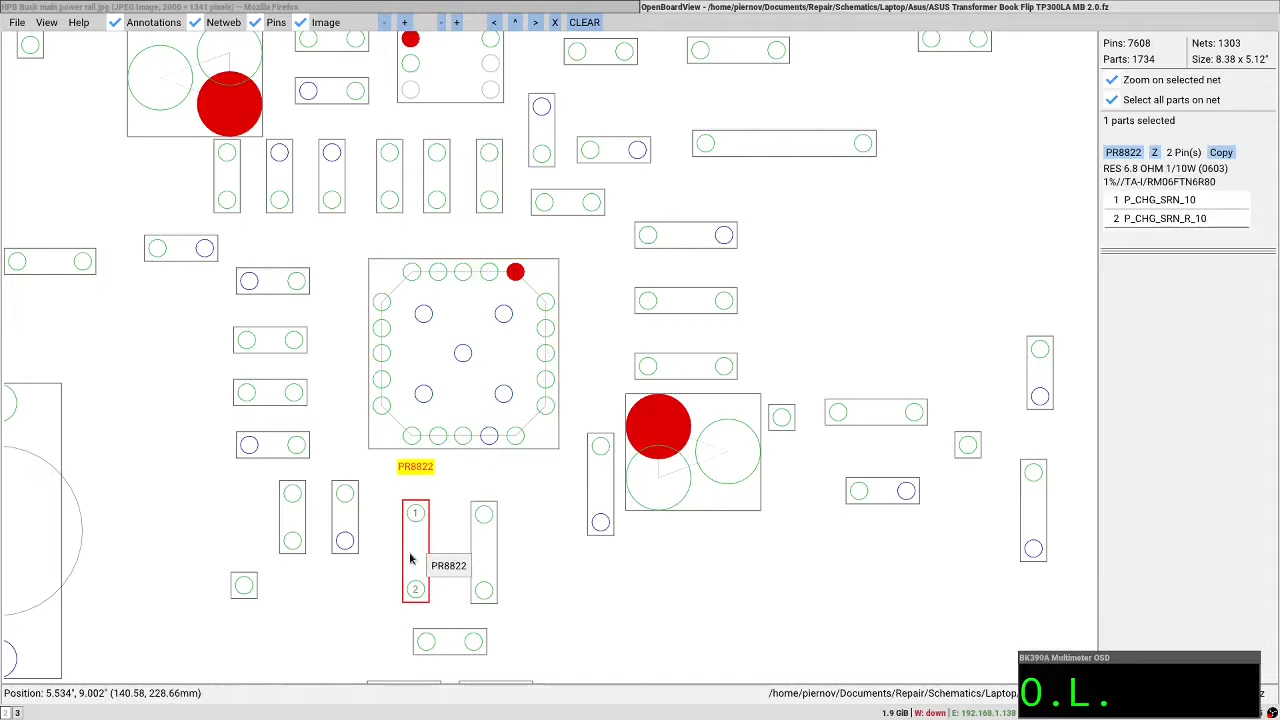 HPB Buck main power rail.jpg (JPEG Image, 2000 × 1341 pixels) — Mozilla Firefox
OpenBoardView - /home/piernov/Documents/Repair/Schematics/Laptop/Asus/ASUS Transformer Book Flip TP300LA MB 2.0.fz
File View Help Annotations Netweb Pins Image - + - + < ^ > X CLEAR
Pins: 7608 Nets: 1303
Parts: 1734 Size: 8.38 x 5.12"
Zoom on selected net
Select all parts on net
1 parts selected
PR8822 Z 2 Pin(s) Copy
RES 6.8 OHM 1/10W (0603)
1%//TA-I/RM06FTN6R80
1 P_CHG_SRN_10
2 P_CHG_SRN_R_10
PR8822
1
PR8822
2
BK390A Multimeter OSD
O.L.
Position: 5.534", 9.002" (140.58, 228.66mm)
/home/piernov/Documents/Repair/Schematics/Laptop
2 3
1.9 GiB | W: down | E: 192.168.1.138